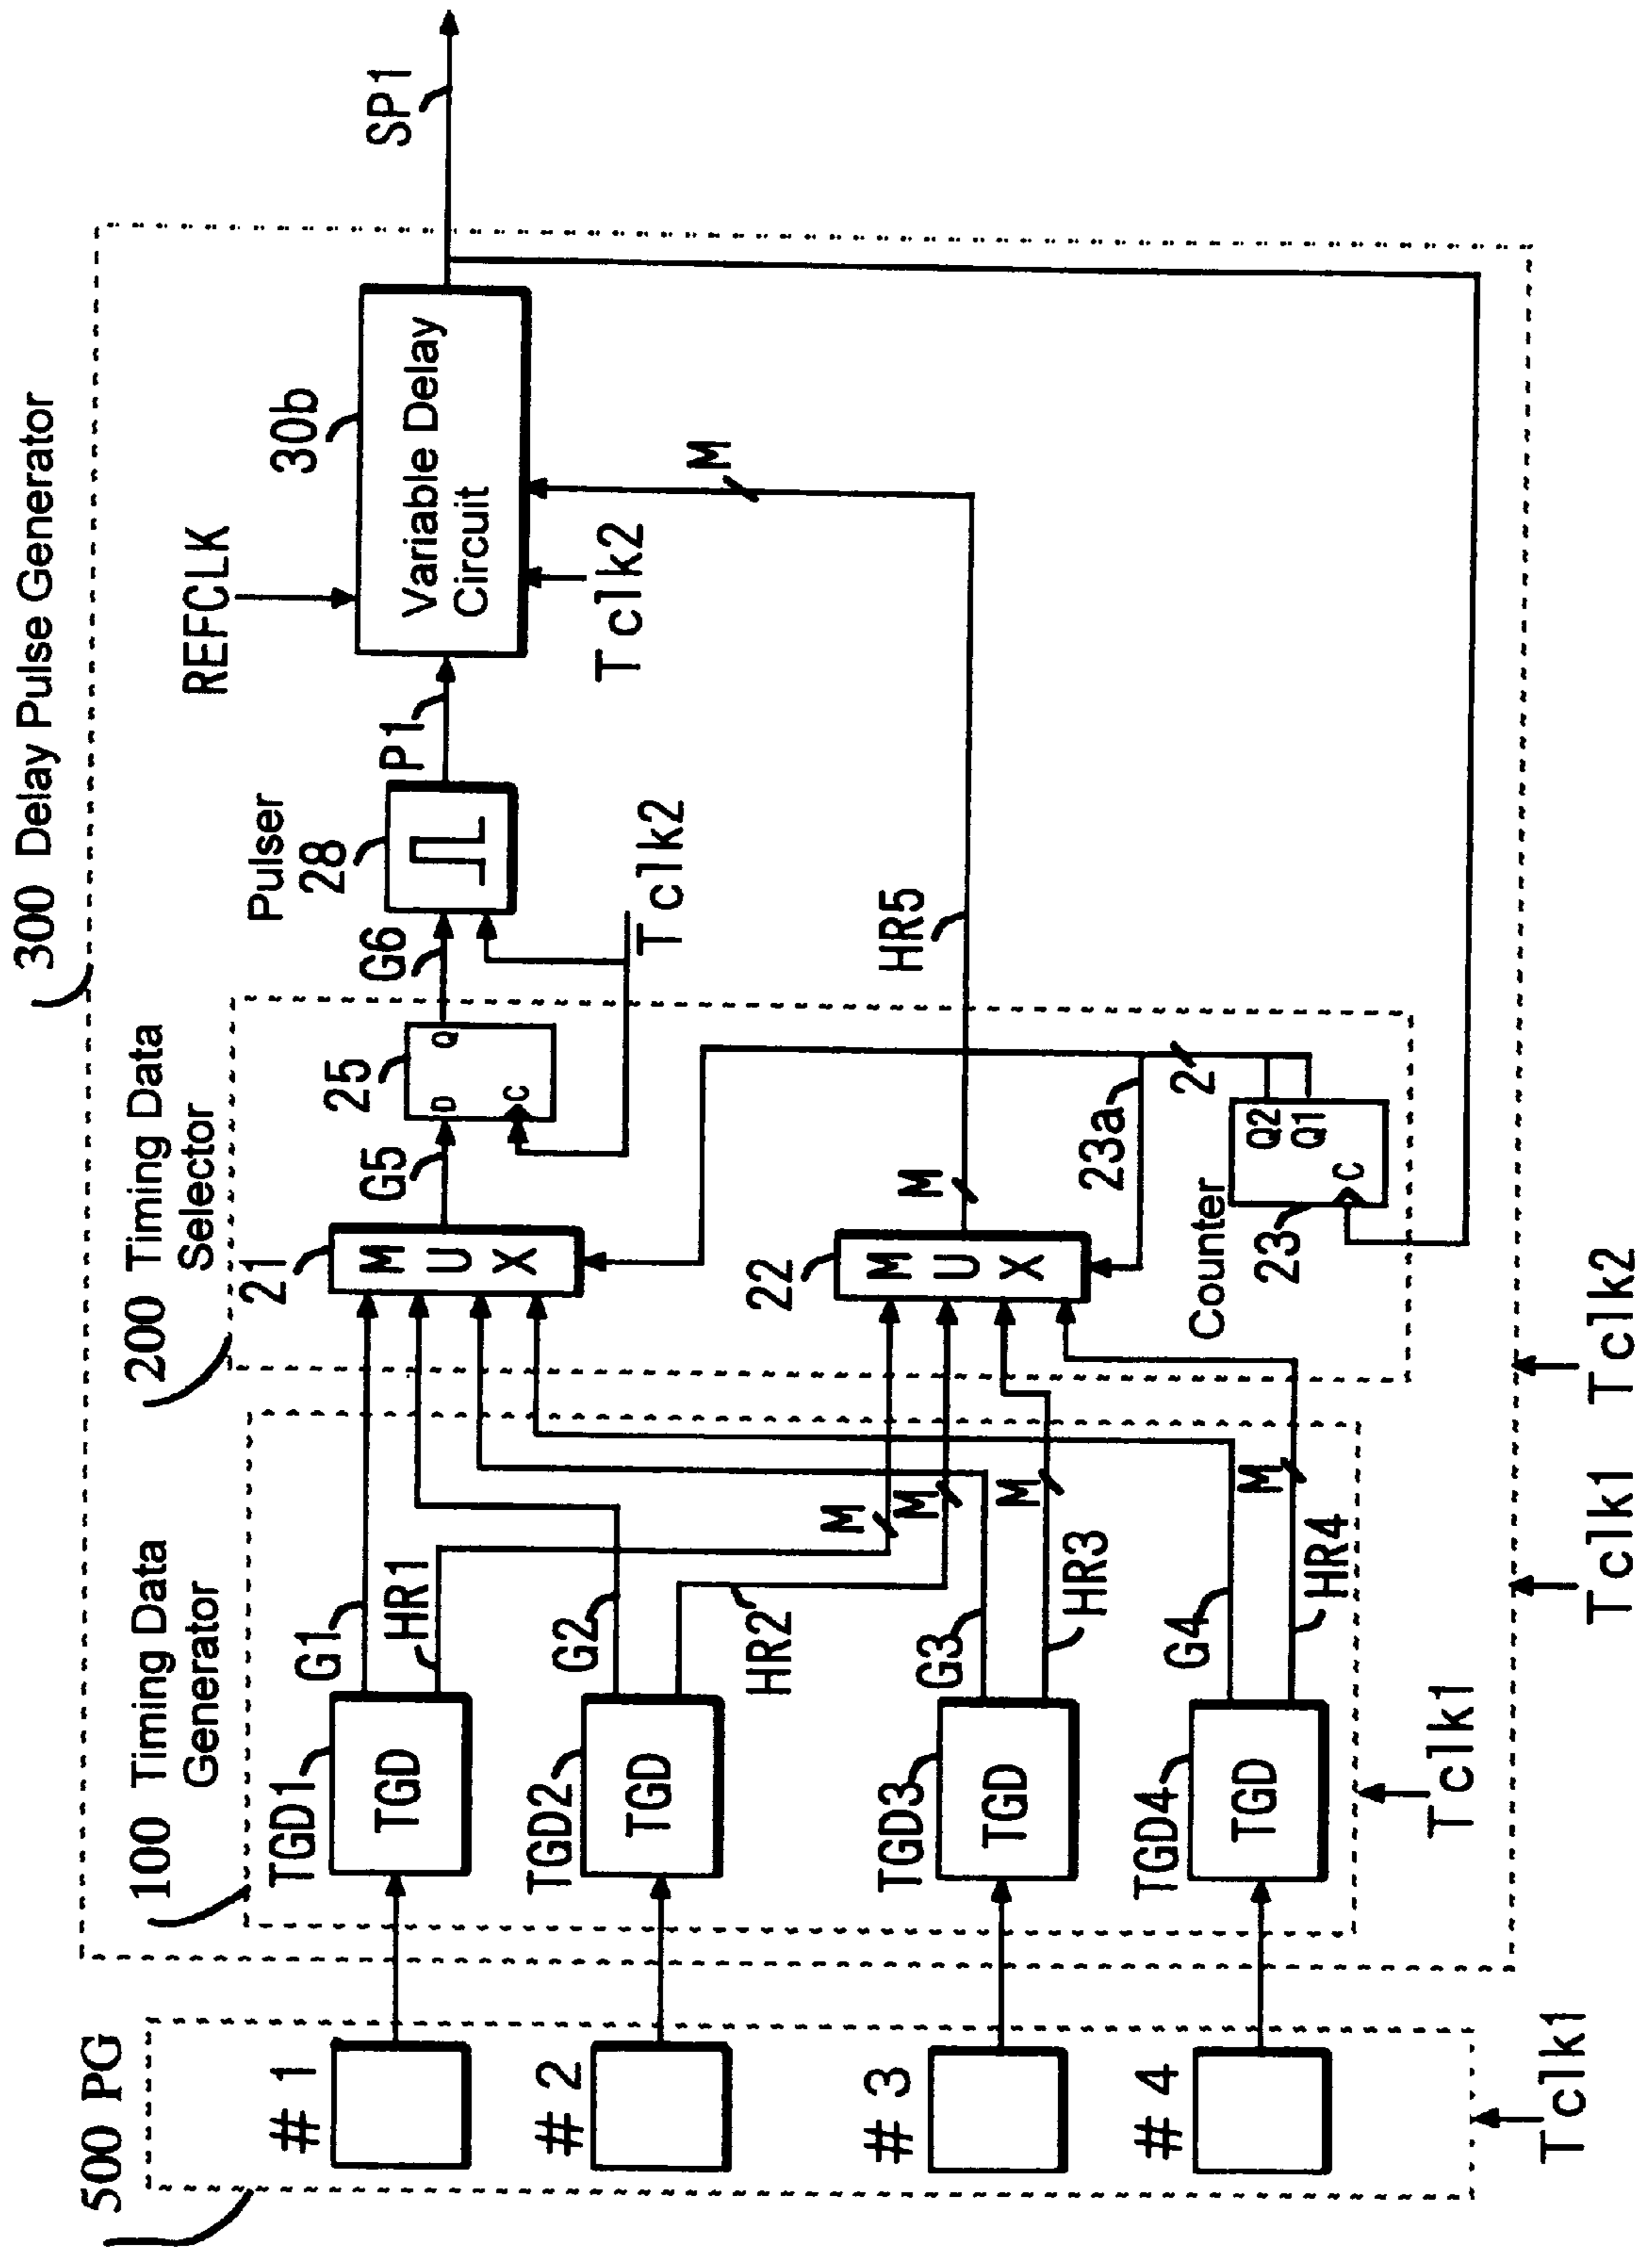 300 Delay Pulse Generator
500 PG
100 Timing Data
Generator
200 Timing Data
Selector
# 1
# 2
# 3
# 4
Tclk1
TGD1
TGD
TGD2
TGD
TGD3
TGD
TGD4
TGD
Tclk1
G1
HR1
G2
HR2
G3
HR3
G4
HR4
M
M
M
M
21
MUX
22
MUX
G5
25
D
Q
C
M
23a
2
Counter
23
Q2
Q1
C
Tclk1
Tclk2
G6
Pulser
28
Tclk2
P1
HR5
REFCLK
30b
Variable Delay
Circuit
Tclk2
M
SP1